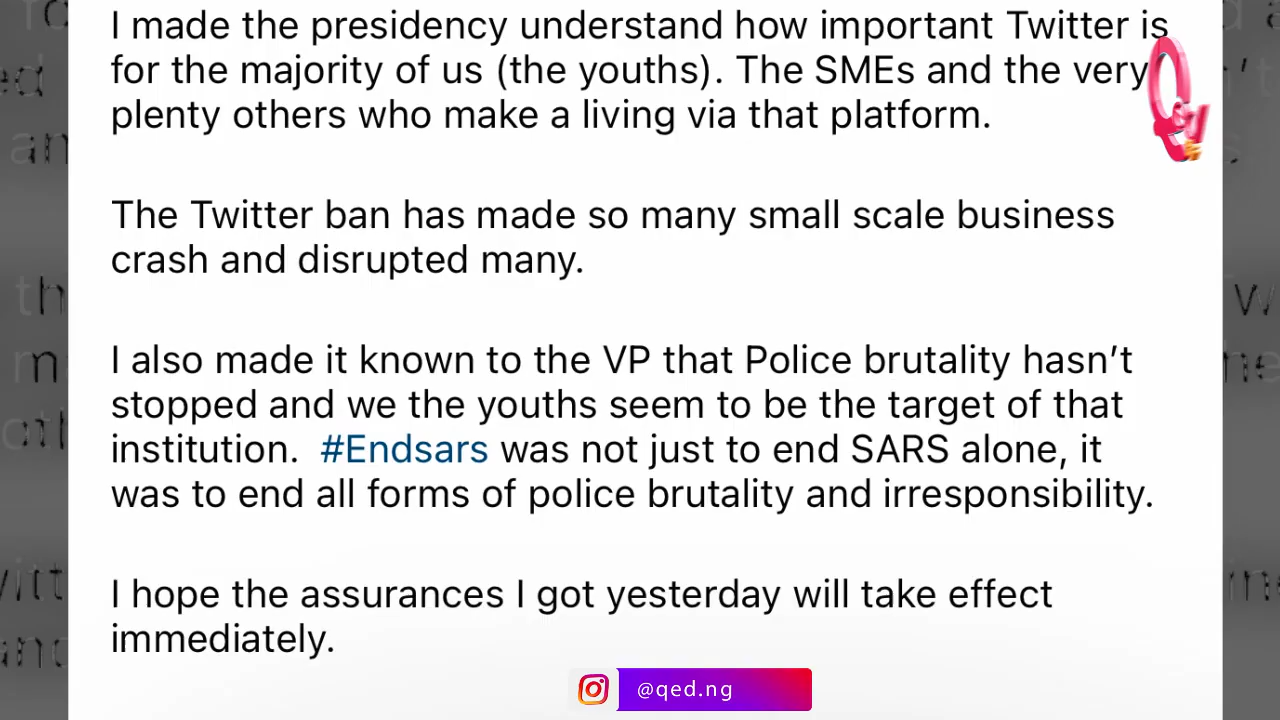 I made the presidency understand how important Twitter is
for the majority of us (the youths). The SMEs and the very
plenty others who make a living via that platform.
The Twitter ban has made so many small scale business
crash and disrupted many.
I also made it known to the VP that Police brutality hasn’t
stopped and we the youths seem to be the target of that
institution.  #Endsars was not just to end SARS alone, it
was to end all forms of police brutality and irresponsibility.
I hope the assurances I got yesterday will take effect
immediately.
@qed.ng